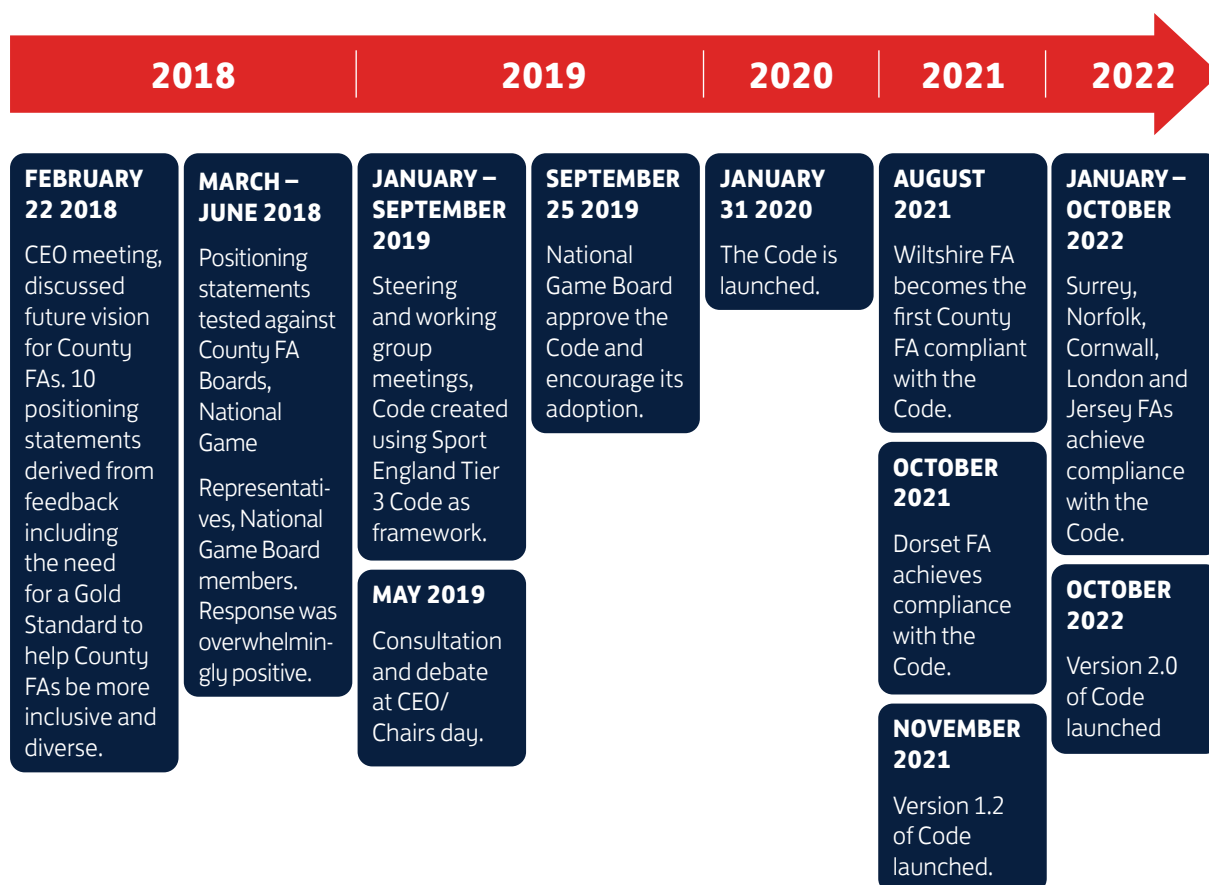 2018
2019
2020
2021
2022
FEBRUARY
22 2018
CEO meeting,
discussed
future vision
for County
FAs. 10
positioning
statements
derived from
feedback
including
the need
for a Gold
Standard to
help County
FAs be more
inclusive and
diverse.
MARCH –
JUNE 2018
Positioning
statements
tested against
County FA
Boards,
National
Game
Representati-
ves, National
Game Board
members.
Response was
overwhelmin-
gly positive.
JANUARY –
SEPTEMBER
2019
Steering
and working
group
meetings,
Code created
using Sport
England Tier
3 Code as
framework.
MAY 2019
Consultation
and debate
at CEO/
Chairs day.
SEPTEMBER
25 2019
National
Game Board
approve the
Code and
encourage its
adoption.
JANUARY
31 2020
The Code is
launched.
AUGUST
2021
Wiltshire FA
becomes the
first County
FA compliant
with the
Code.
OCTOBER
2021
Dorset FA
achieves
compliance
with the
Code.
NOVEMBER
2021
Version 1.2
of Code
launched.
JANUARY –
OCTOBER
2022
Surrey,
Norfolk,
Cornwall,
London and
Jersey FAs
achieve
compliance
with the
Code.
OCTOBER
2022
Version 2.0
of Code
launched